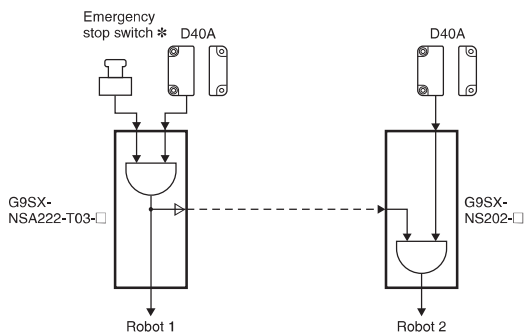 Emergency
stop switch *
D40A
D40A
G9SX-
NSA222-T03-□
G9SX-
NS202-□
Robot 1
Robot 2